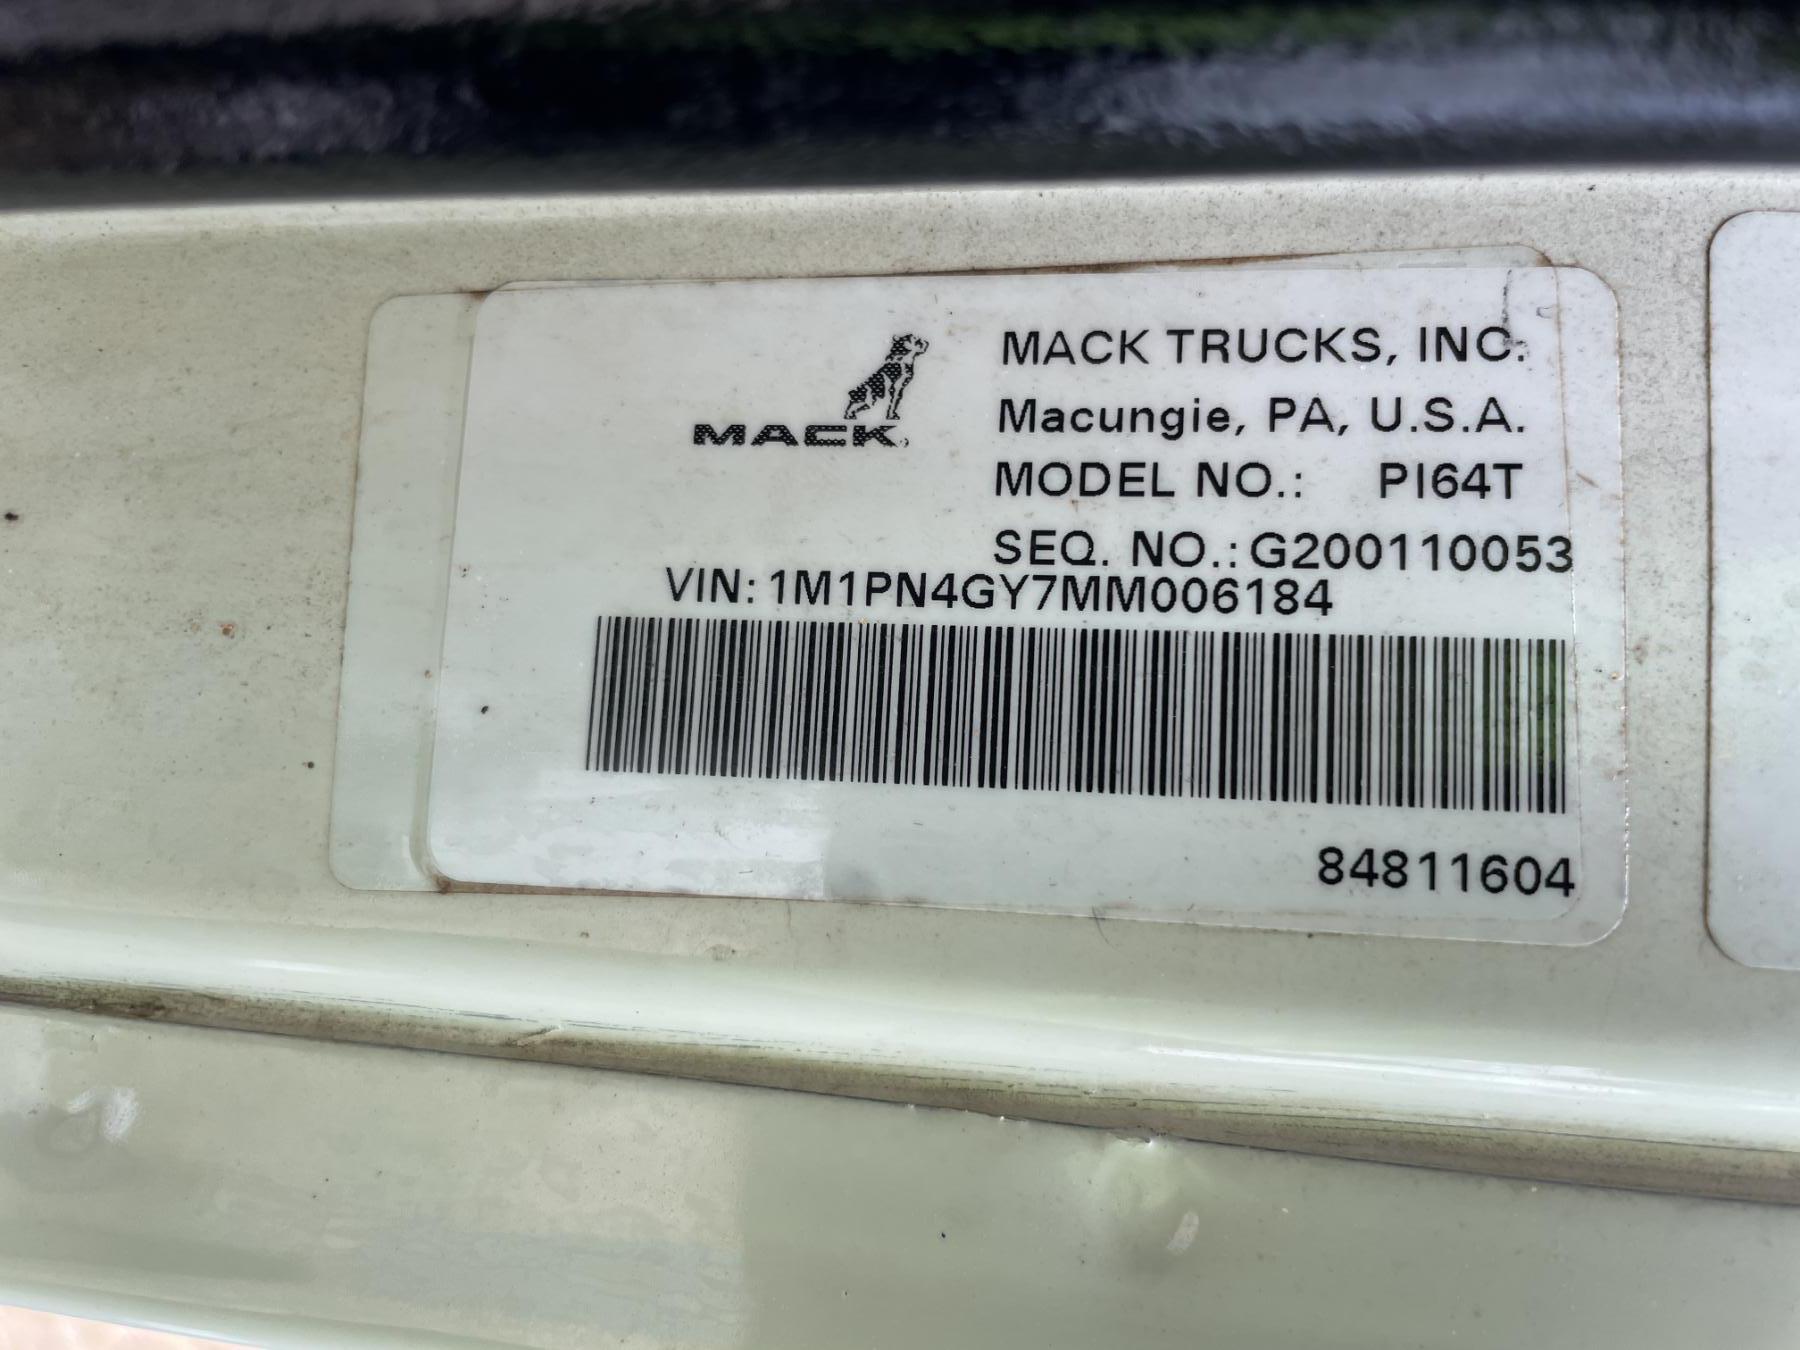 MACK
MACK TRUCKS, INC.
Macungie, PA, U.S.A.
MODEL NO.: PI64T
SEQ. NO.: G200110053
VIN: 1M1PN4GY7MM006184
84811604